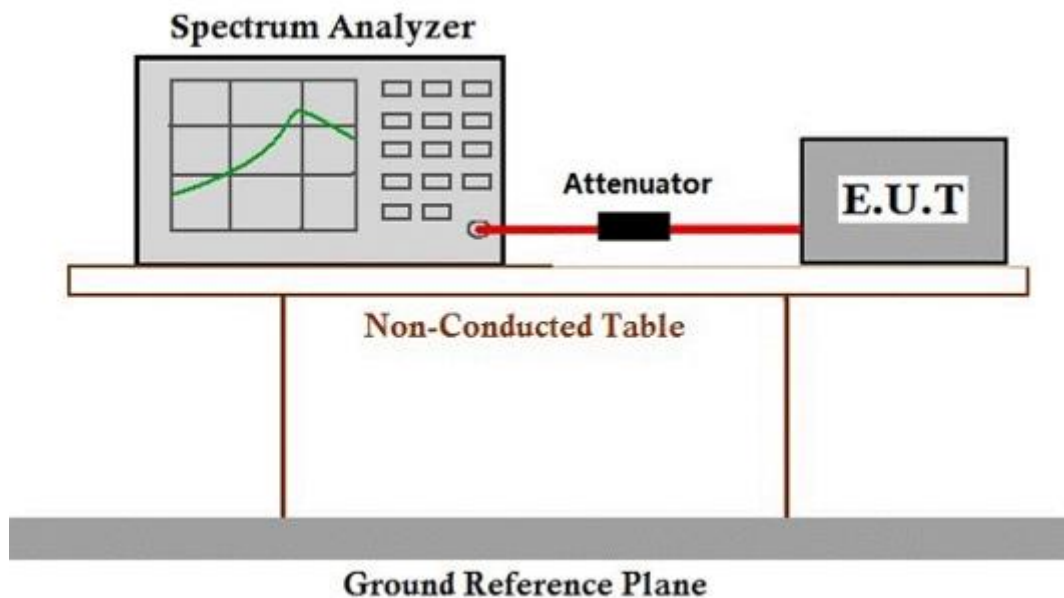 Spectrum Analyzer
Attenuator
E.U.T
Non-Conducted Table
Ground Reference Plane